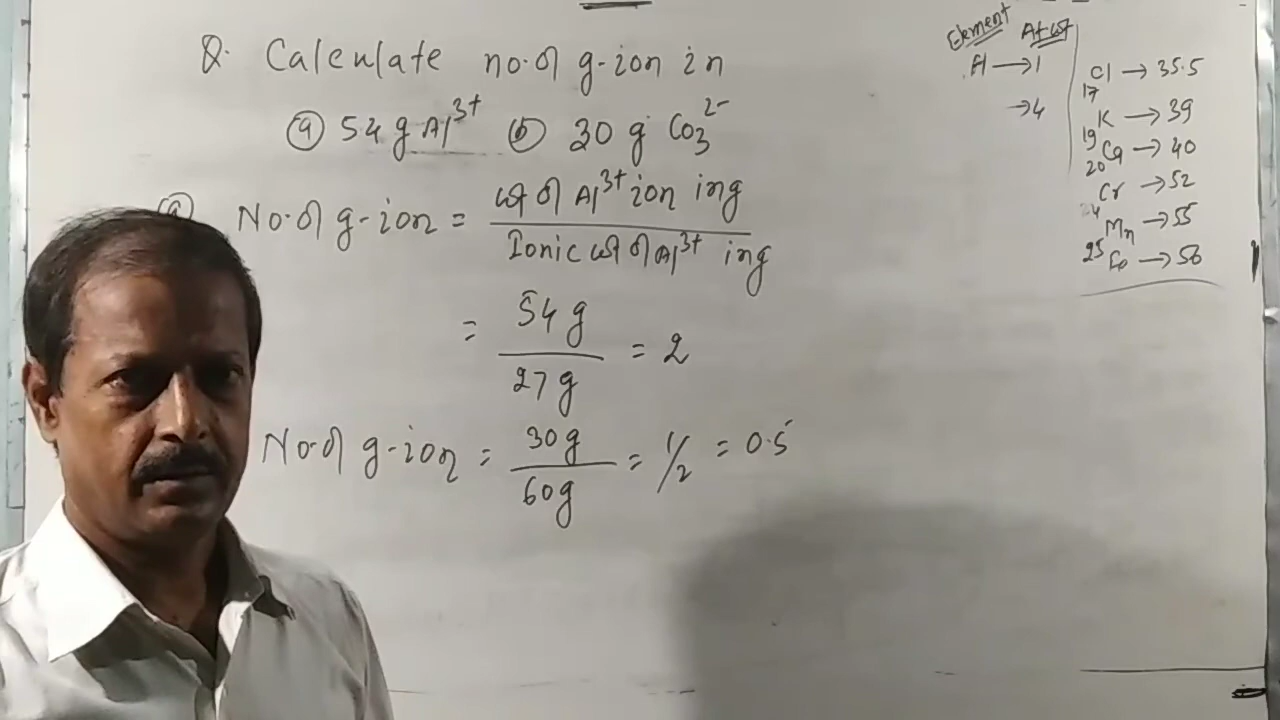 Q. Calculate no. of g-ion in
(a) 54 g Al³⁺ (b) 30 g CO₃²⁻
(a) No. of g-ion = wt of Al³⁺ ion in g / Ionic wt of Al³⁺ in g
= 54 g / 27 g = 2
No. of g-ion = 30 g / 60 g = 1/2 = 0.5
Element At wt
H → 1
→ 4
17 Cl → 35.5
19 K → 39
20 Ca → 40
Cr → 52
25 Mn → 55
Fe → 56